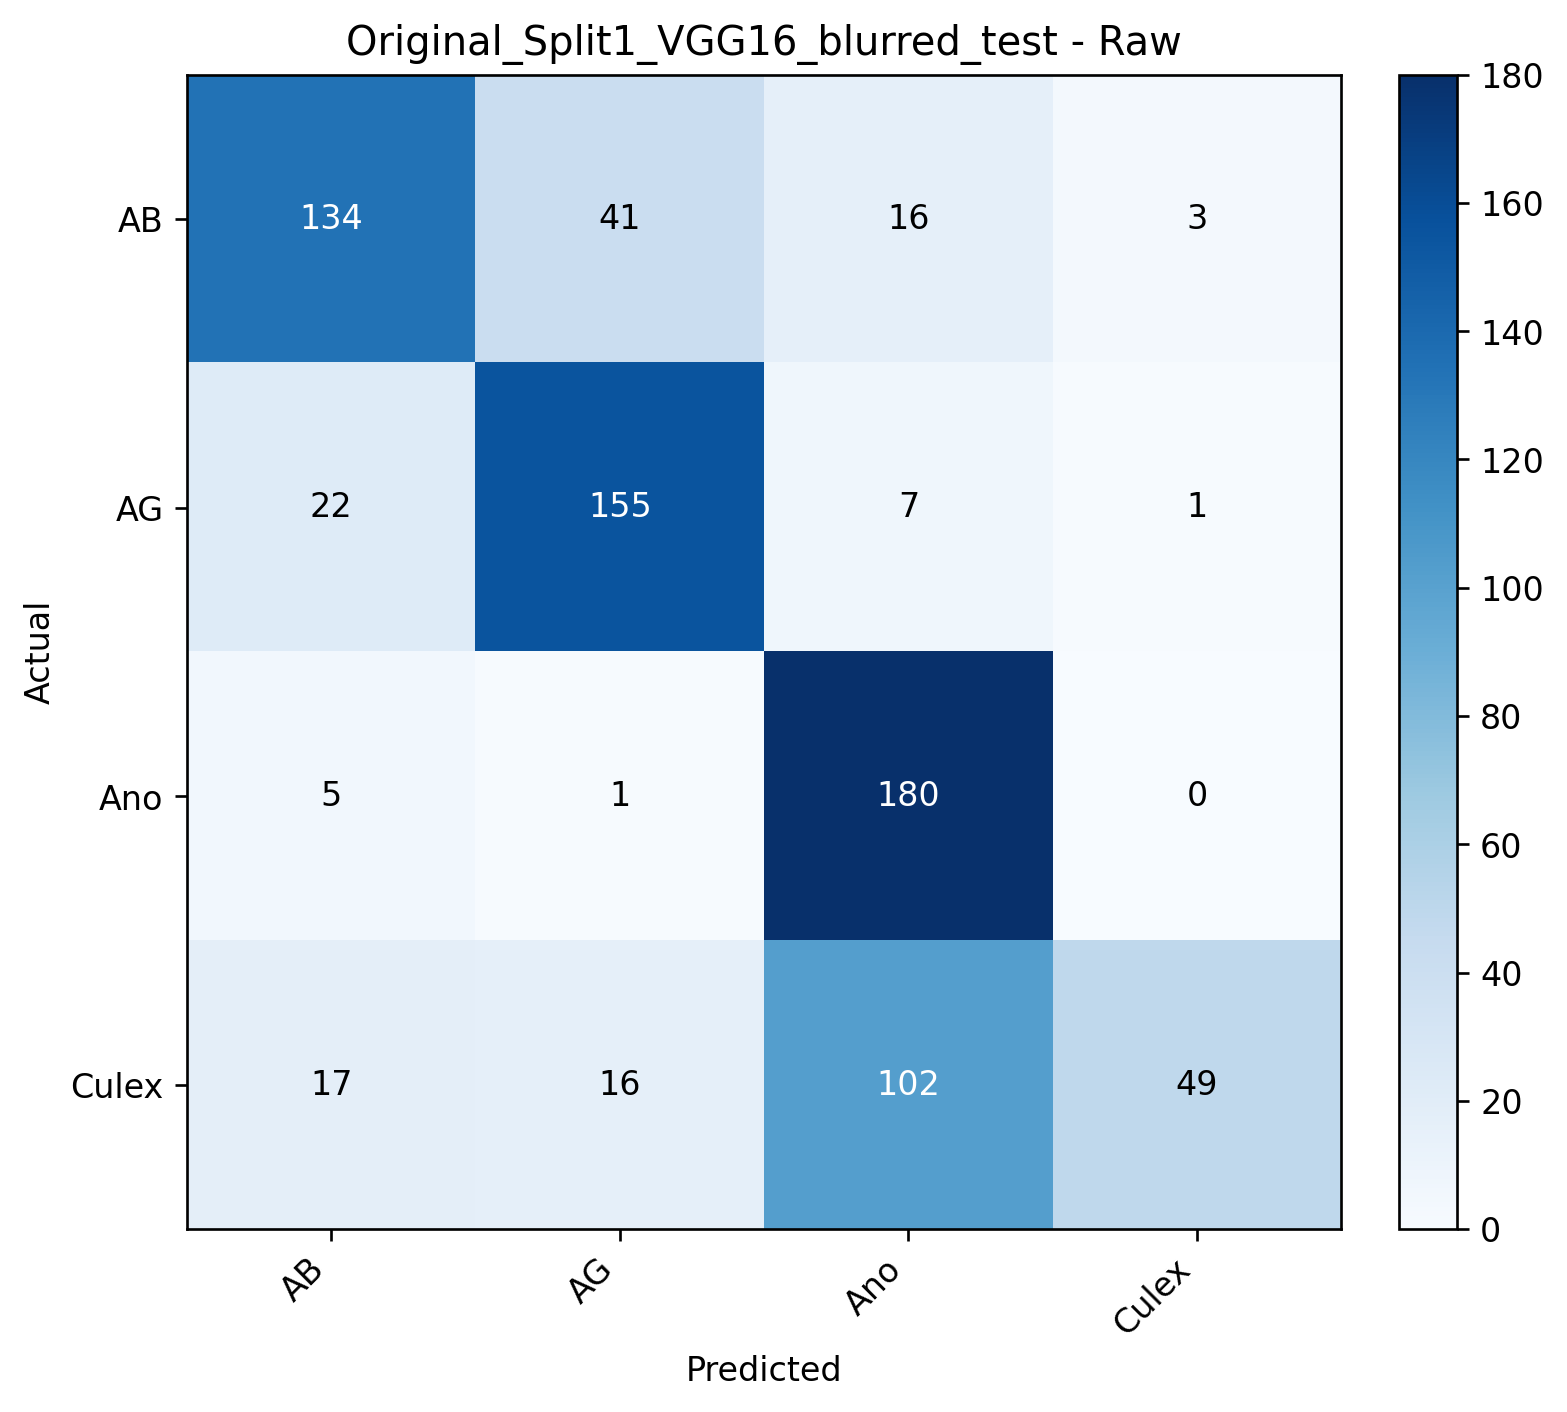 Original_Split1_VGG16_blurred_test - Raw
Actual
AB 134 41 16 3
AG 22 155 7 1
Ano 5 1 180 0
Culex 17 16 102 49
AB AG Ano Culex
Predicted
180
160
140
120
100
80
60
40
20
0